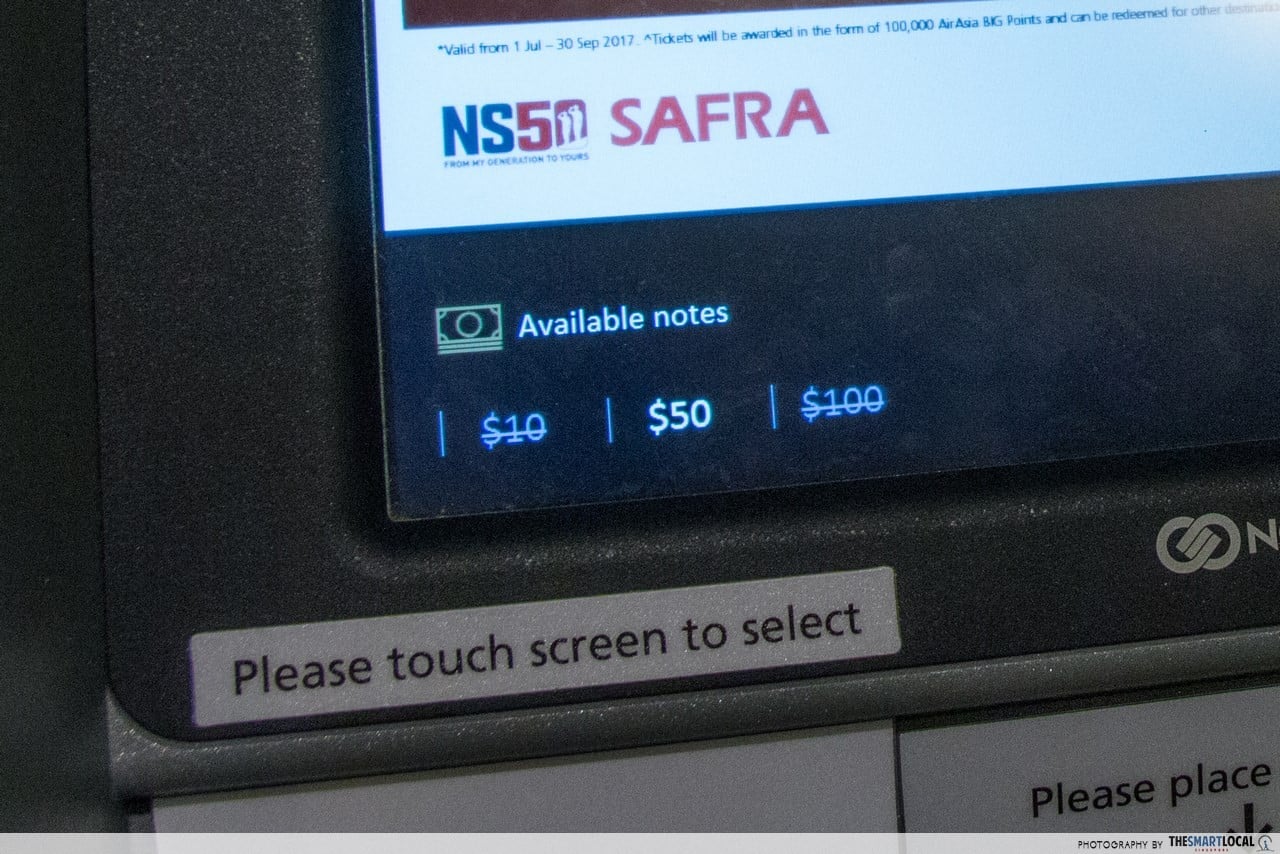 *Valid from 1 Jul – 30 Sep 2017. ^Tickets will be awarded in the form of 100,000 AirAsia BIG Points and can be redeemed for other
NS50 SAFRA
FROM MY GENERATION TO YOURS
Available notes
$10 | $50 | $100
Please touch screen to select
Please place
PHOTOGRAPHY BY THESMARTLOCAL
SINGAPORE